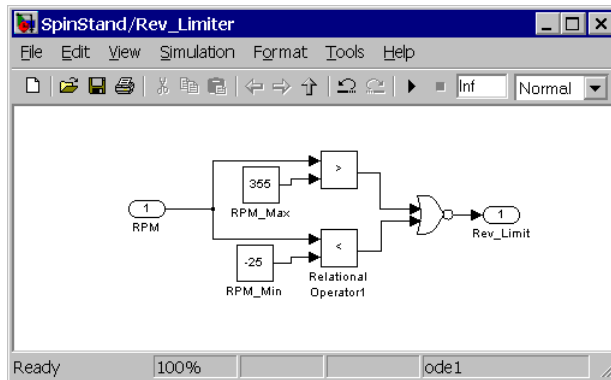 SpinStand/Rev_Limiter
File Edit View Simulation Format Tools Help
Inf Normal
>
355
RPM_Max
1
RPM
1
Rev_Limit
<
-25
RPM_Min
Relational
Operator1
Ready 100% ode1